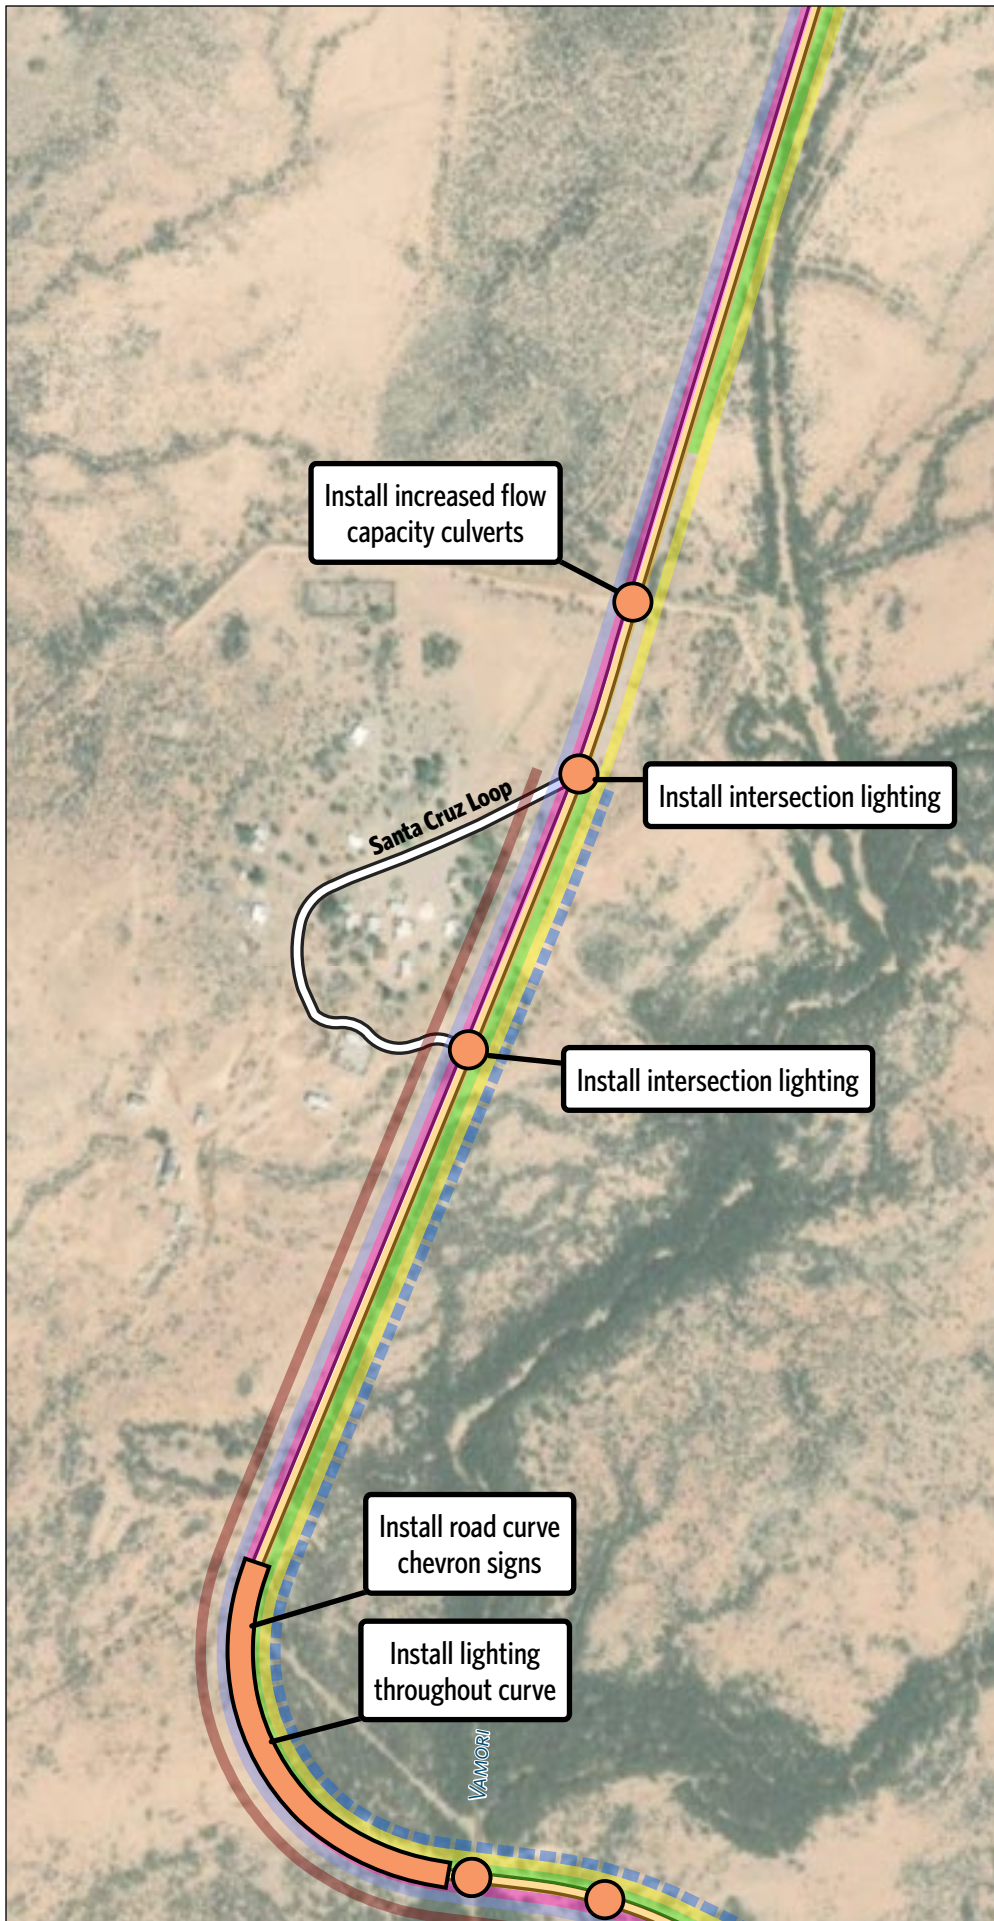 Install increased flow
capacity culverts
Install intersection lighting
Santa Cruz Loop
Install intersection lighting
Install road curve
chevron signs
Install lighting
throughout curve
VAMORI